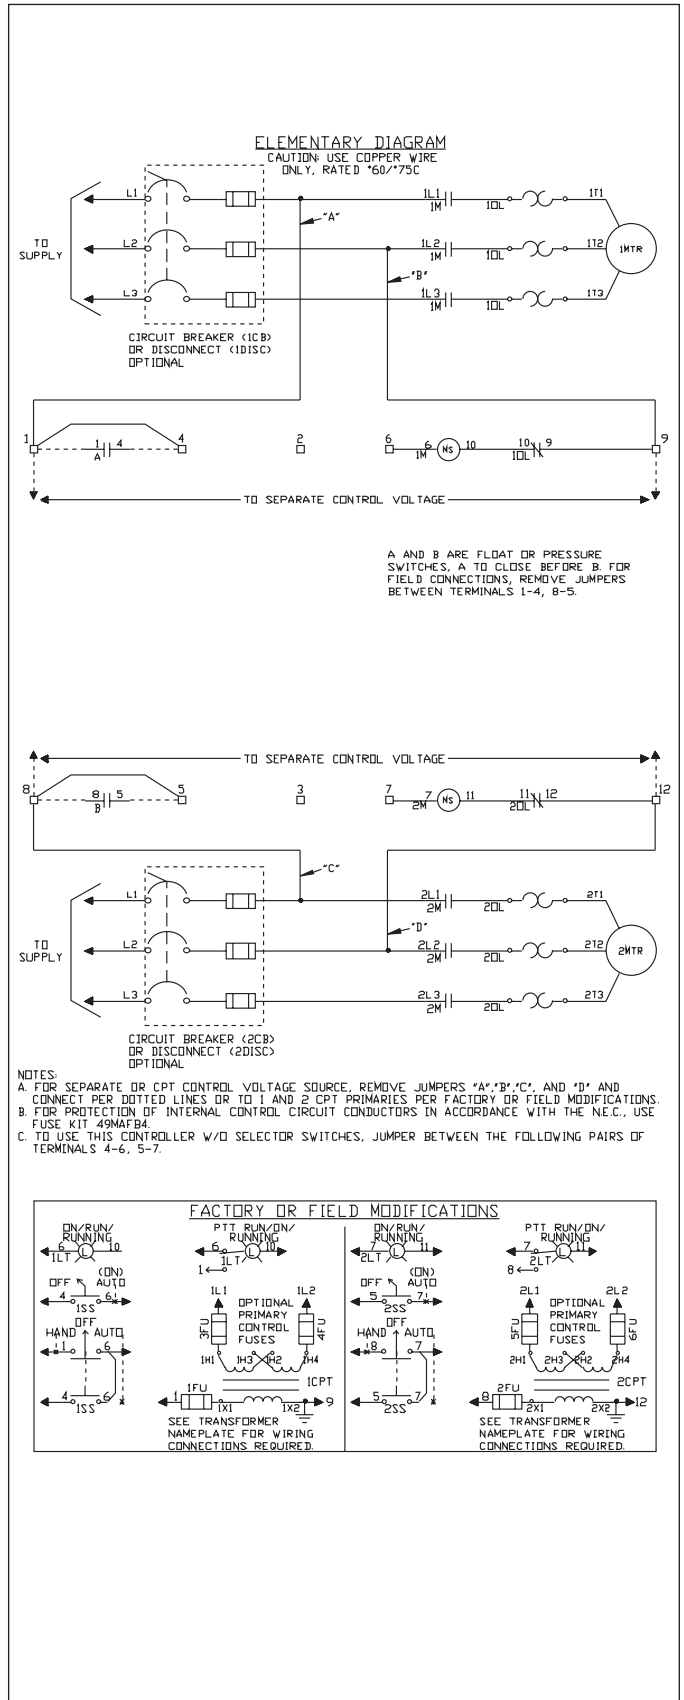 ELEMENTARY DIAGRAM
CAUTION: USE COPPER WIRE
ONLY, RATED °60/°75C
L1
1L1
1M
1OL
1T1
"A"
TO
SUPPLY
L2
1L2
1M
1OL
1T2
1MTR
"B"
L3
1L3
1M
1OL
1T3
CIRCUIT BREAKER (1CB)
OR DISCONNECT (1DISC)
OPTIONAL
1
1 4
A
4
2
6
6
1M
NS
10
10 9
1OL
9
TO SEPARATE CONTROL VOLTAGE
A AND B ARE FLOAT OR PRESSURE
SWITCHES, A TO CLOSE BEFORE B. FOR
FIELD CONNECTIONS, REMOVE JUMPERS
BETWEEN TERMINALS 1-4, 8-5.
TO SEPARATE CONTROL VOLTAGE
8
8 5
B
5
3
7
7
2M
NS
11
11 12
2OL
12
"C"
L1
2L1
2M
2OL
2T1
"D"
TO
SUPPLY
L2
2L2
2M
2OL
2T2
2MTR
L3
2L3
2M
2OL
2T3
CIRCUIT BREAKER (2CB)
OR DISCONNECT (2DISC)
OPTIONAL
NOTES:
A. FOR SEPARATE OR CPT CONTROL VOLTAGE SOURCE, REMOVE JUMPERS "A","B","C", AND "D" AND
CONNECT PER DOTTED LINES OR TO 1 AND 2 CPT PRIMARIES PER FACTORY OR FIELD MODIFICATIONS.
B. FOR PROTECTION OF INTERNAL CONTROL CIRCUIT CONDUCTORS IN ACCORDANCE WITH THE N.E.C., USE
FUSE KIT 49MAFB4.
C. TO USE THIS CONTROLLER W/O SELECTOR SWITCHES, JUMPER BETWEEN THE FOLLOWING PAIRS OF
TERMINALS 4-6, 5-7.
FACTORY OR FIELD MODIFICATIONS
ON/RUN/
RUNNING
6 L 10
1LT
OFF (ON)
AUTO
4 6
1SS
OFF
HAND AUTO
1 6
4 6
1SS
PTT RUN/ON/
RUNNING
6 L 10
1LT
1
1L1 1L2
OPTIONAL
PRIMARY
CONTROL
FUSES
3FU 4FU
1H1 1H3 1H2 1H4
1CPT
1 1FU 9
1X1 1X2
SEE TRANSFORMER
NAMEPLATE FOR WIRING
CONNECTIONS REQUIRED.
ON/RUN/
RUNNING
7 L 11
2LT
OFF (ON)
AUTO
5 7
2SS
OFF
HAND AUTO
8 7
5 7
2SS
PTT RUN/ON/
RUNNING
7 L 11
2LT
8
2L1 2L2
OPTIONAL
PRIMARY
CONTROL
FUSES
5FU 6FU
2H1 2H3 2H2 2H4
2CPT
8 2FU 12
2X1 2X2
SEE TRANSFORMER
NAMEPLATE FOR WIRING
CONNECTIONS REQUIRED.